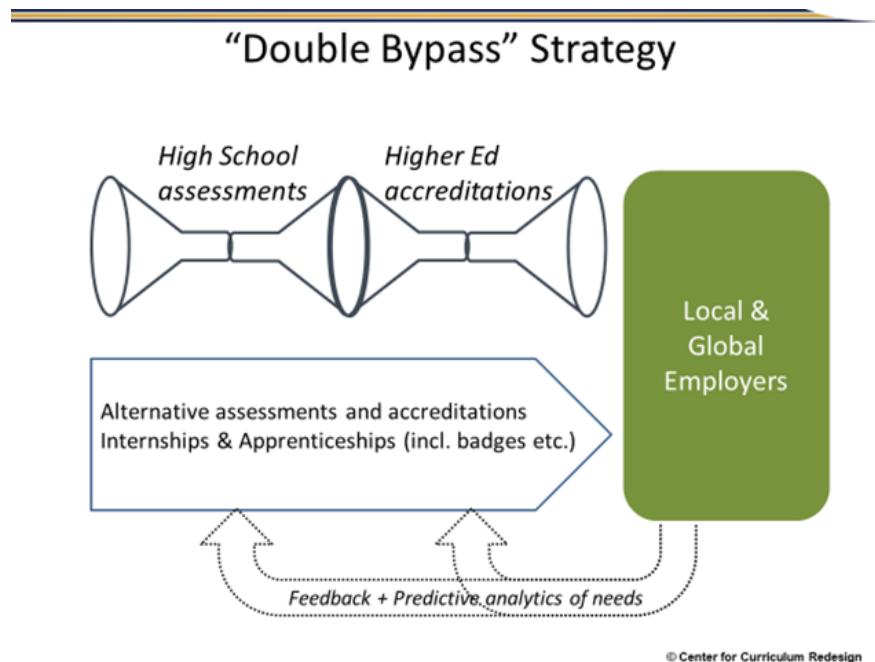 “Double Bypass” Strategy
High School
assessments
Higher Ed
accreditations
Local &
Global
Employers
Alternative assessments and accreditations
Internships & Apprenticeships (incl. badges etc.)
Feedback + Predictive analytics of needs
© Center for Curriculum Redesign